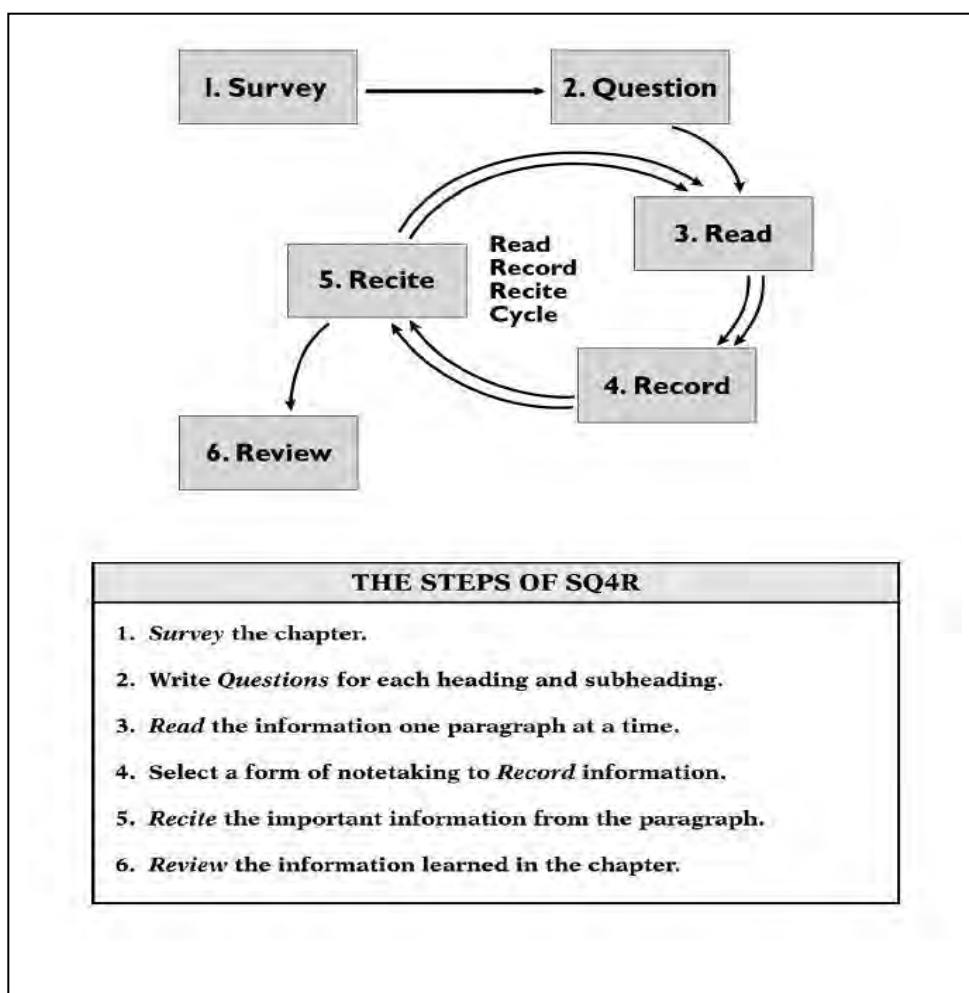 1. Survey
2. Question
3. Read
4. Record
5. Recite
6. Review
Read
Record
Recite
Cycle
THE STEPS OF SQ4R
1. Survey the chapter.
2. Write Questions for each heading and subheading.
3. Read the information one paragraph at a time.
4. Select a form of notetaking to Record information.
5. Recite the important information from the paragraph.
6. Review the information learned in the chapter.